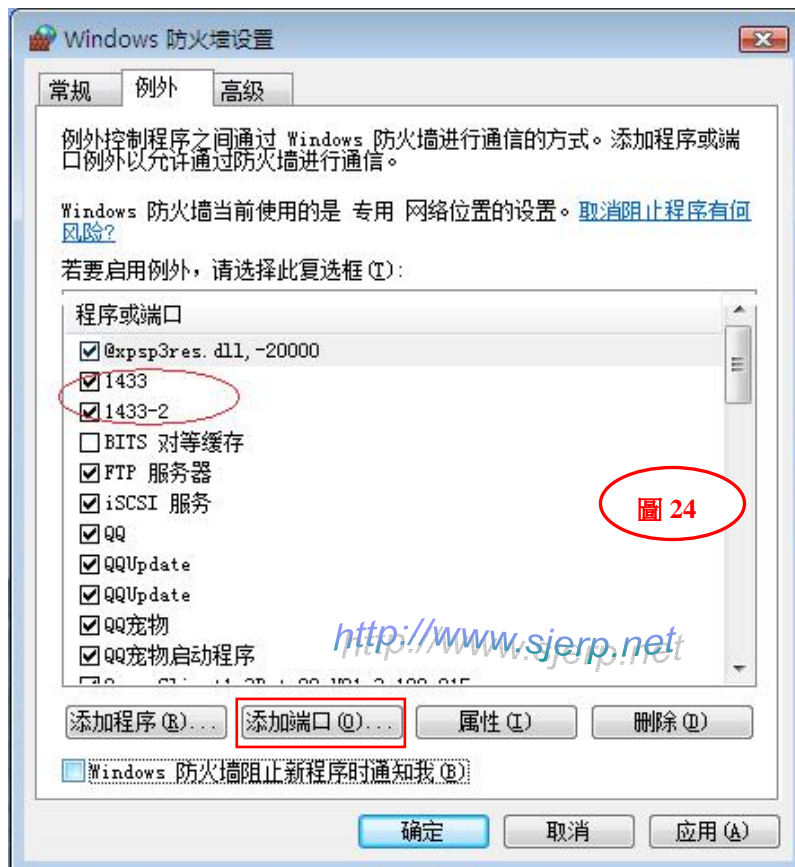 Windows 防火墙设置
常规 例外 高级
例外控制程序之间通过 Windows 防火墙进行通信的方式。添加程序或端
口例外以允许通过防火墙进行通信。
Windows 防火墙当前使用的是 专用 网络位置的设置。取消阻止程序有何
风险?
若要启用例外，请选择此复选框(T):
程序或端口
@xpsp3res.dll,-20000
1433
1433-2
BITS 对等缓存
FTP 服务器
iSCSI 服务
圖 24
QQ
QQUpdate
QQUpdate
QQ宠物
http://www.sjerp.net
QQ宠物启动程序
添加程序(R)... 添加端口(O)... 属性(I) 删除(D)
Windows 防火墙阻止新程序时通知我(B)
确定 取消 应用(A)